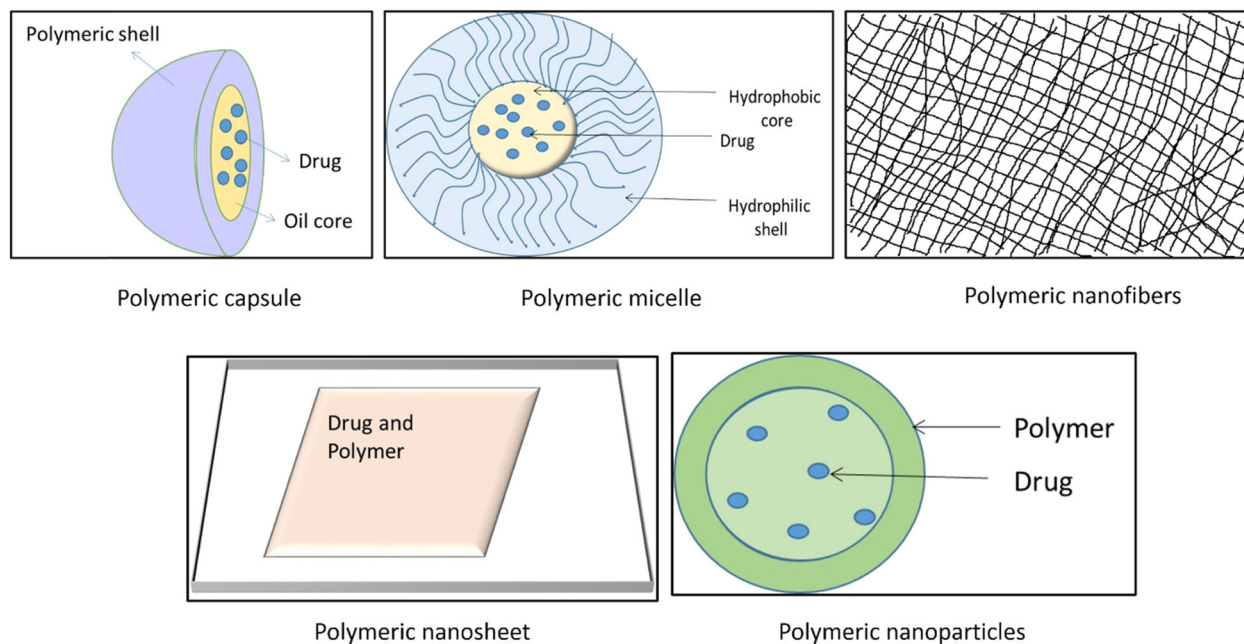 Polymeric shell
Drug
Oil core
Polymeric capsule
Hydrophobic
core
Drug
Hydrophilic
shell
Polymeric micelle
Polymeric nanofibers
Drug and
Polymer
Polymeric nanosheet
Polymer
Drug
Polymeric nanoparticles